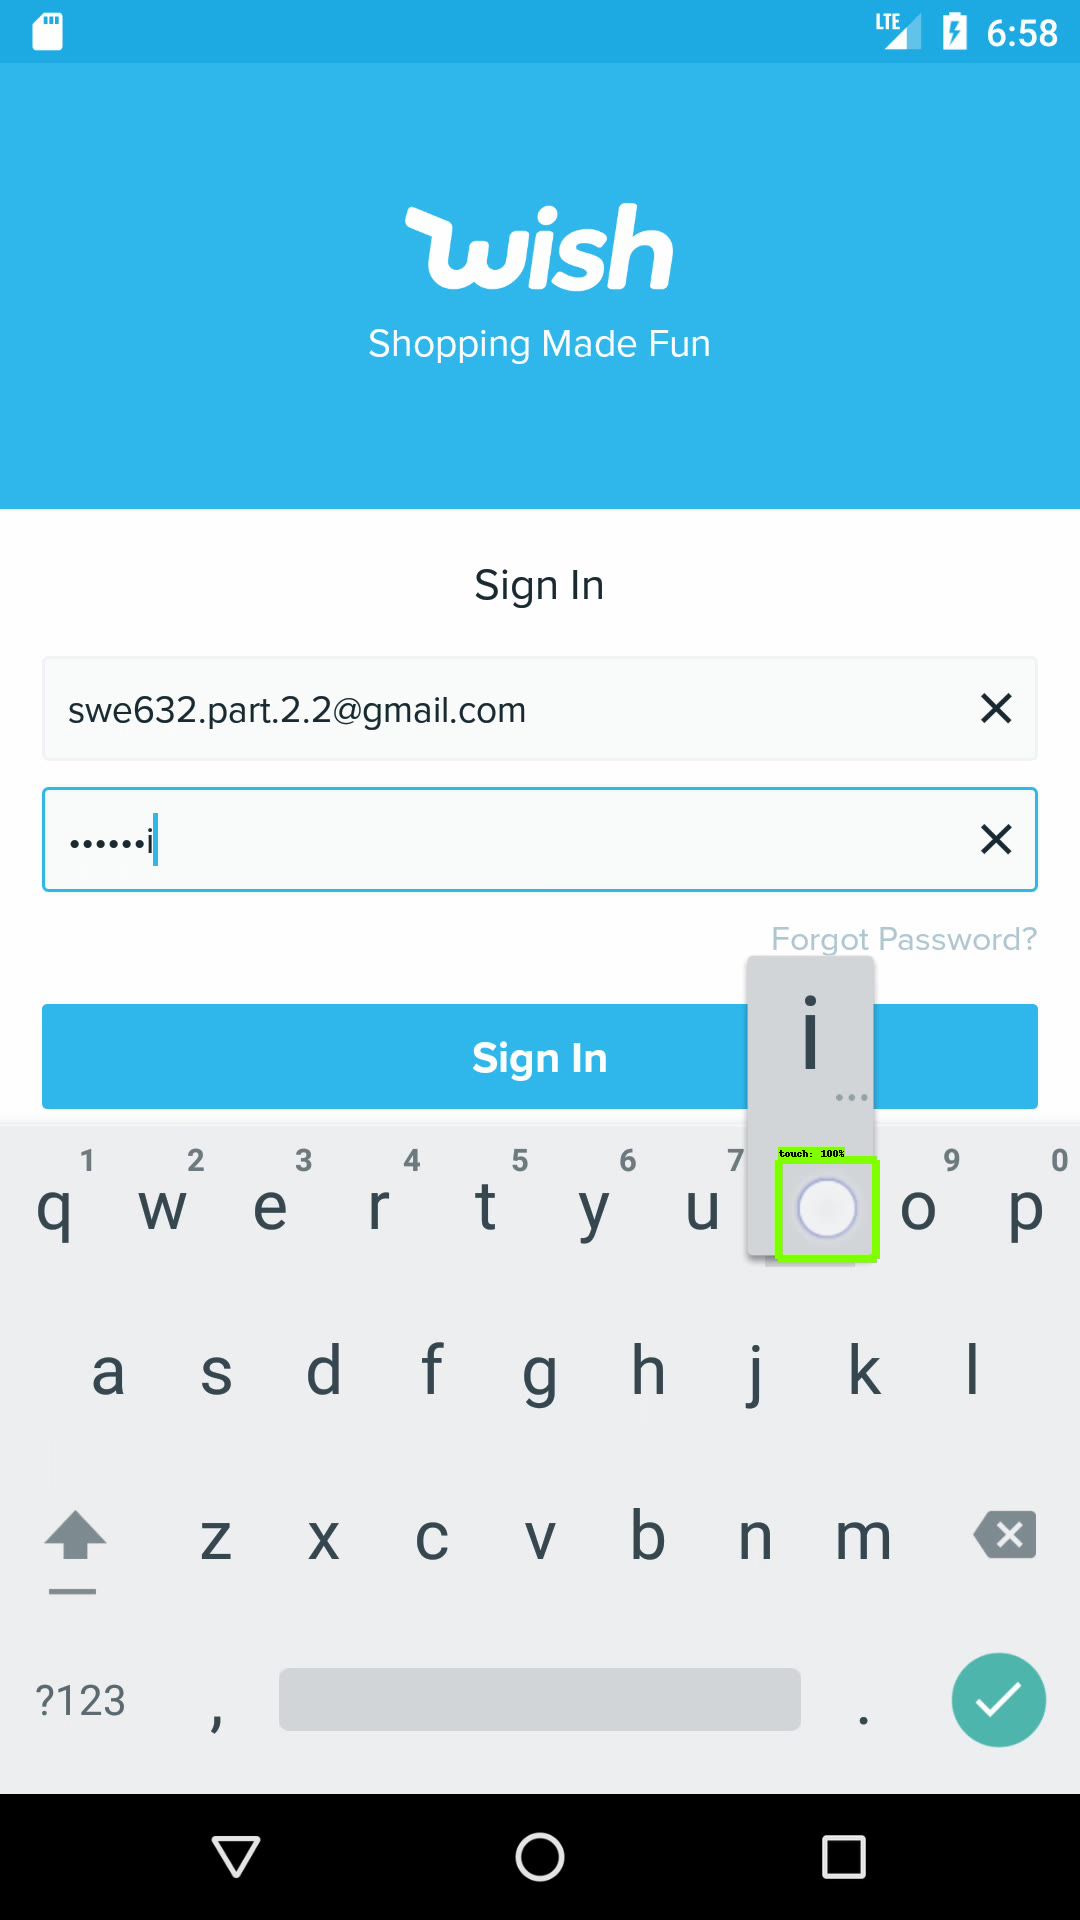 LTE 6:58
wish
Shopping Made Fun
Sign In
swe632.part.2.2@gmail.com
••••••i
Forgot Password?
Sign In
i
...
touch: 100%
1 2 3 4 5 6 7 9 0
q w e r t y u o p
a s d f g h j k l
z x c v b n m
?123 , .